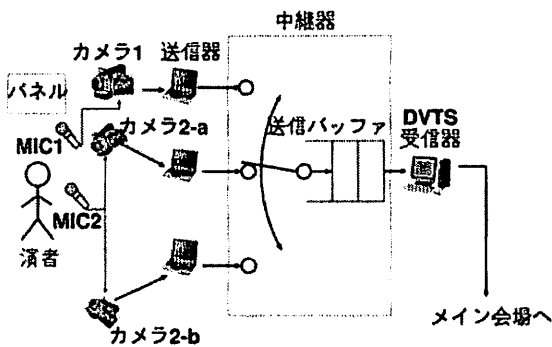 中継器
カメラ1
送信器
パネル
MIC1
カメラ2-a
送信バッファ
DVTS
受信器
MIC2
演者
カメラ2-b
メイン会場へ